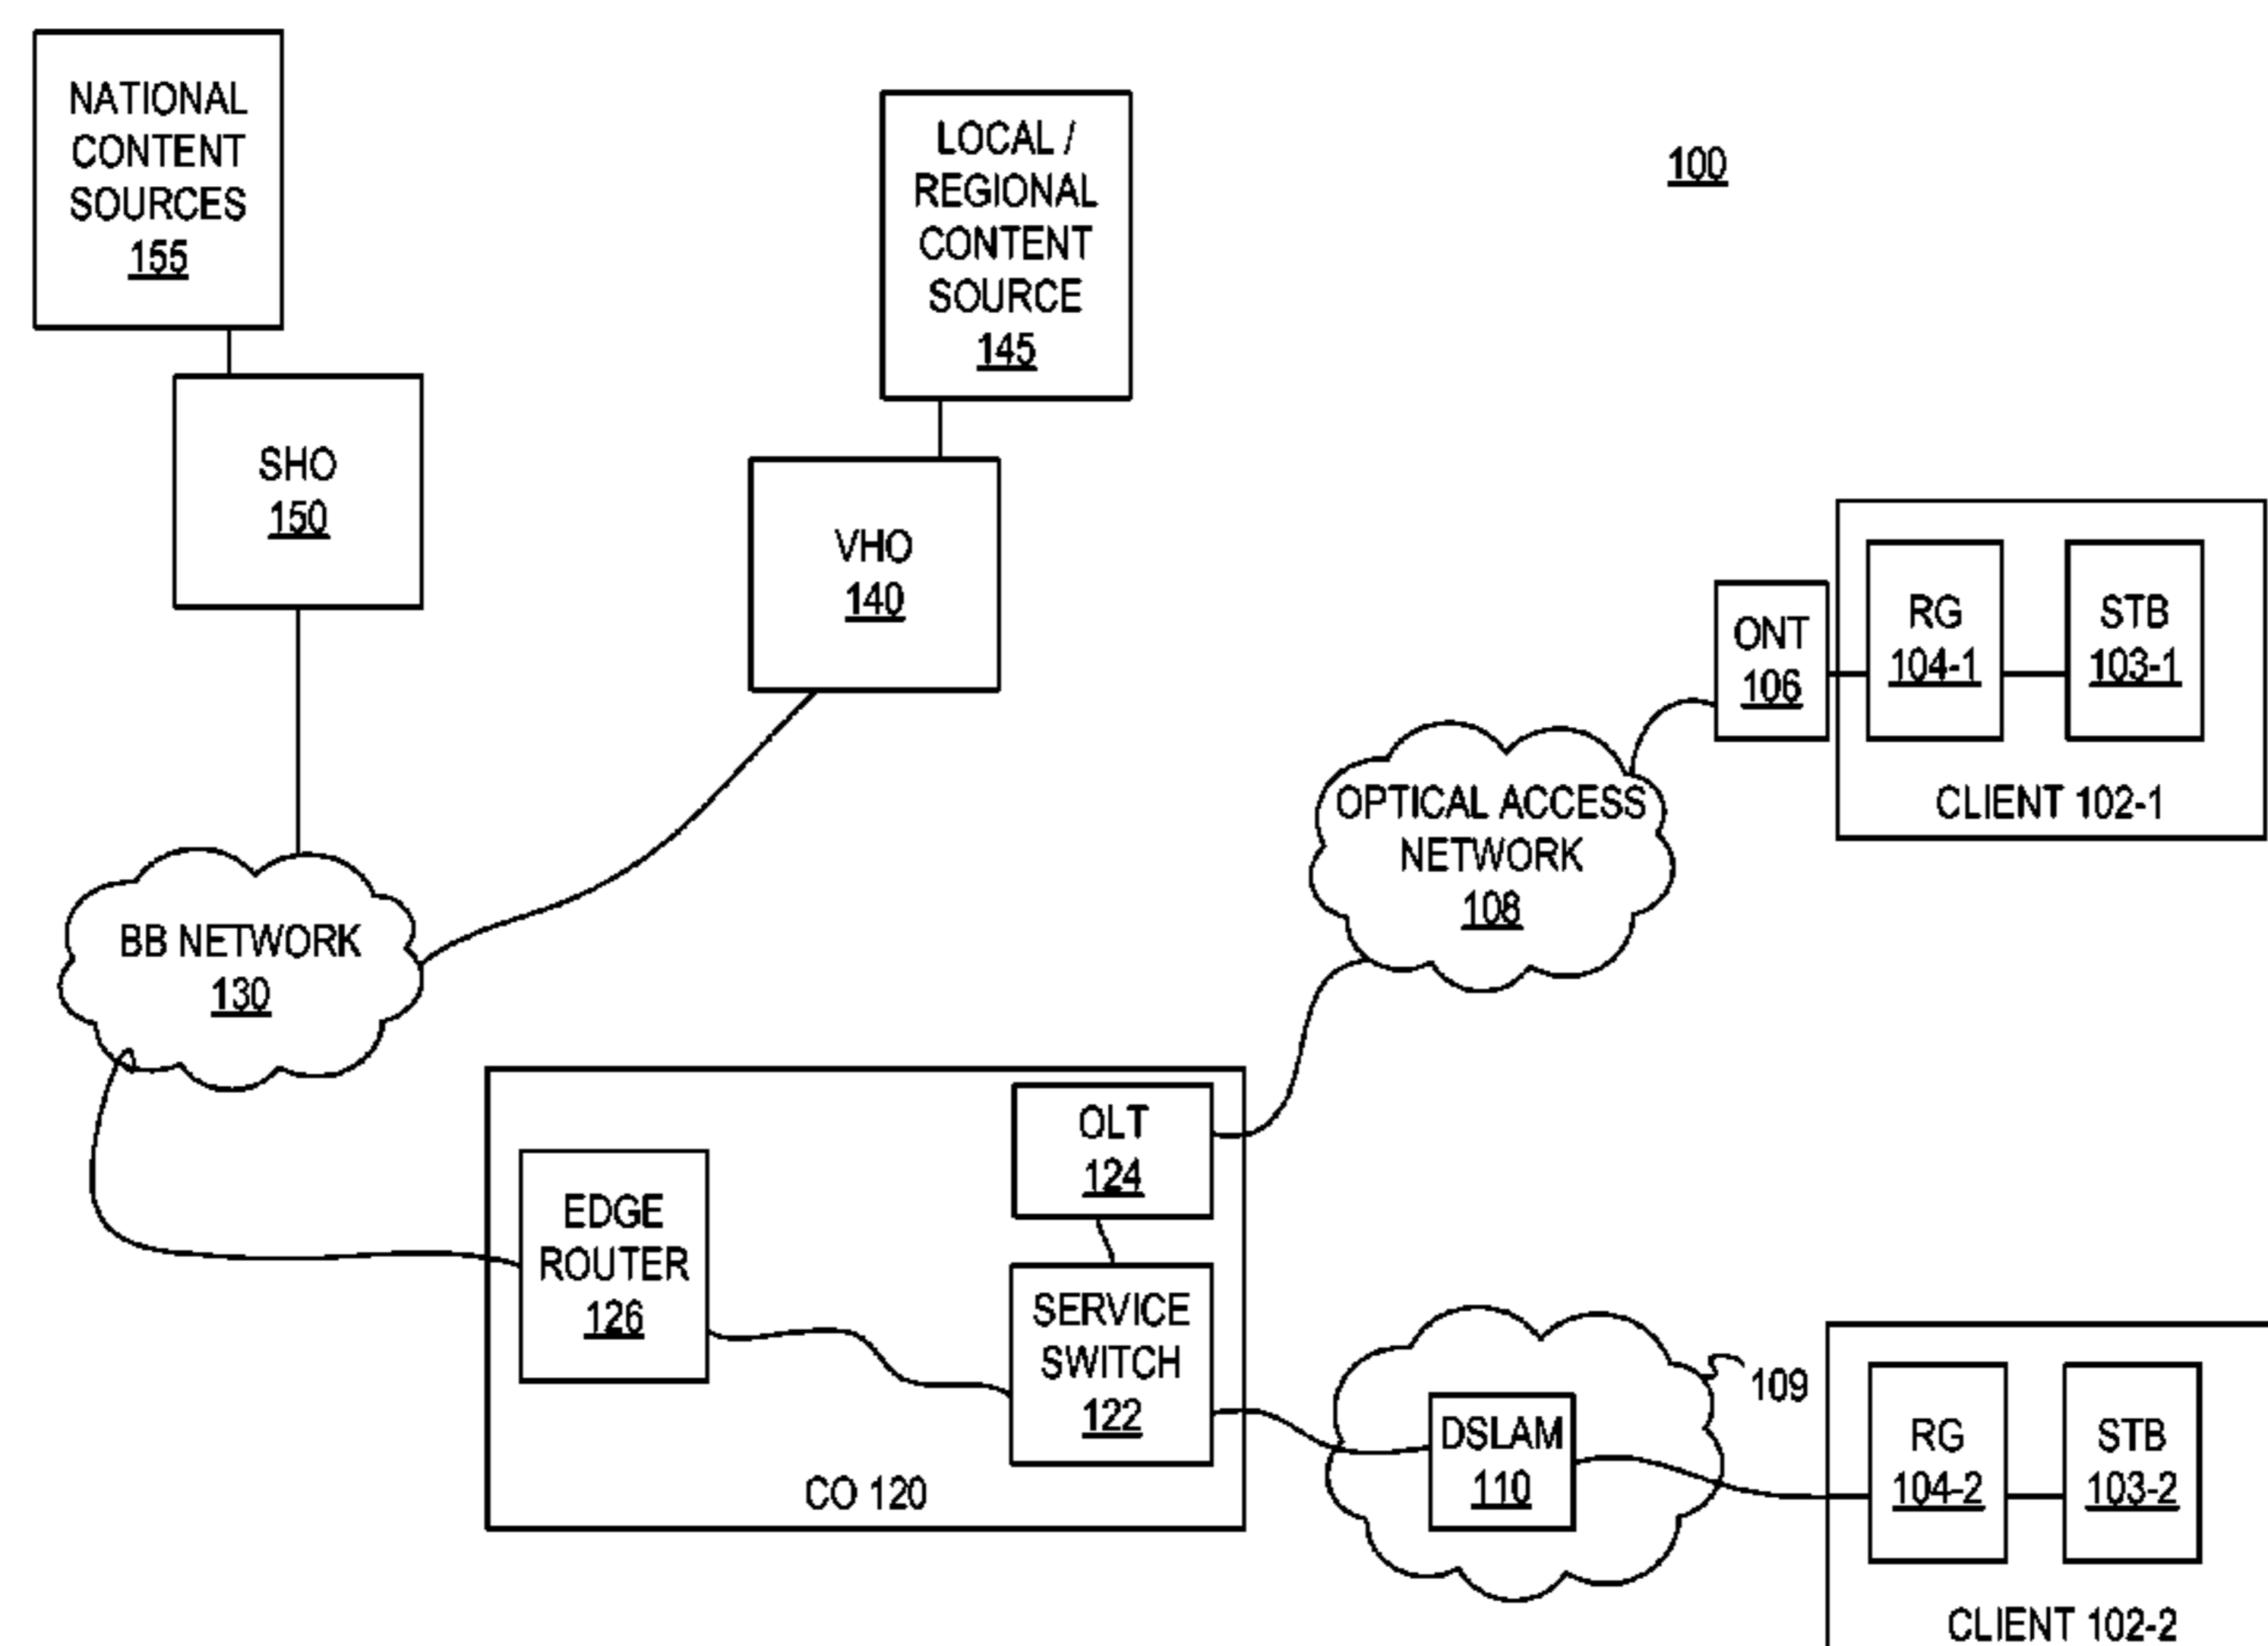 NATIONAL
CONTENT
SOURCES
155
LOCAL /
REGIONAL
CONTENT
SOURCE
145
100
SHO
150
VHO
140
ONT
106
RG
104-1
STB
103-1
CLIENT 102-1
OPTICAL ACCESS
NETWORK
108
BB NETWORK
130
OLT
124
EDGE
ROUTER
126
SERVICE
SWITCH
122
CO 120
DSLAM
110
109
RG
104-2
STB
103-2
CLIENT 102-2